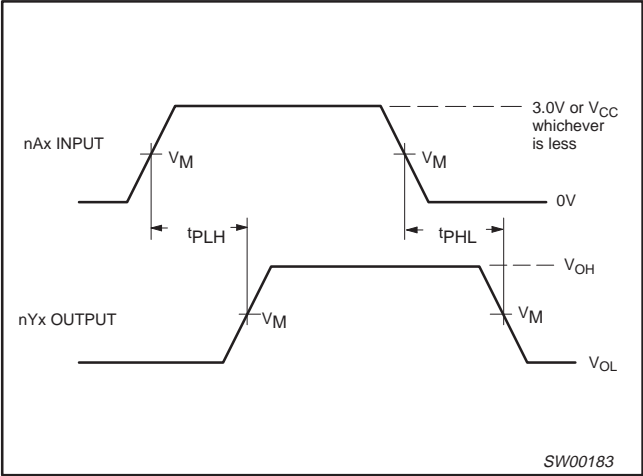 3.0V or VCC
whichever
is less
nAx INPUT
VM
VM
0V
tPLH
tPHL
VOH
nYx OUTPUT
VM
VM
VOL
SW00183